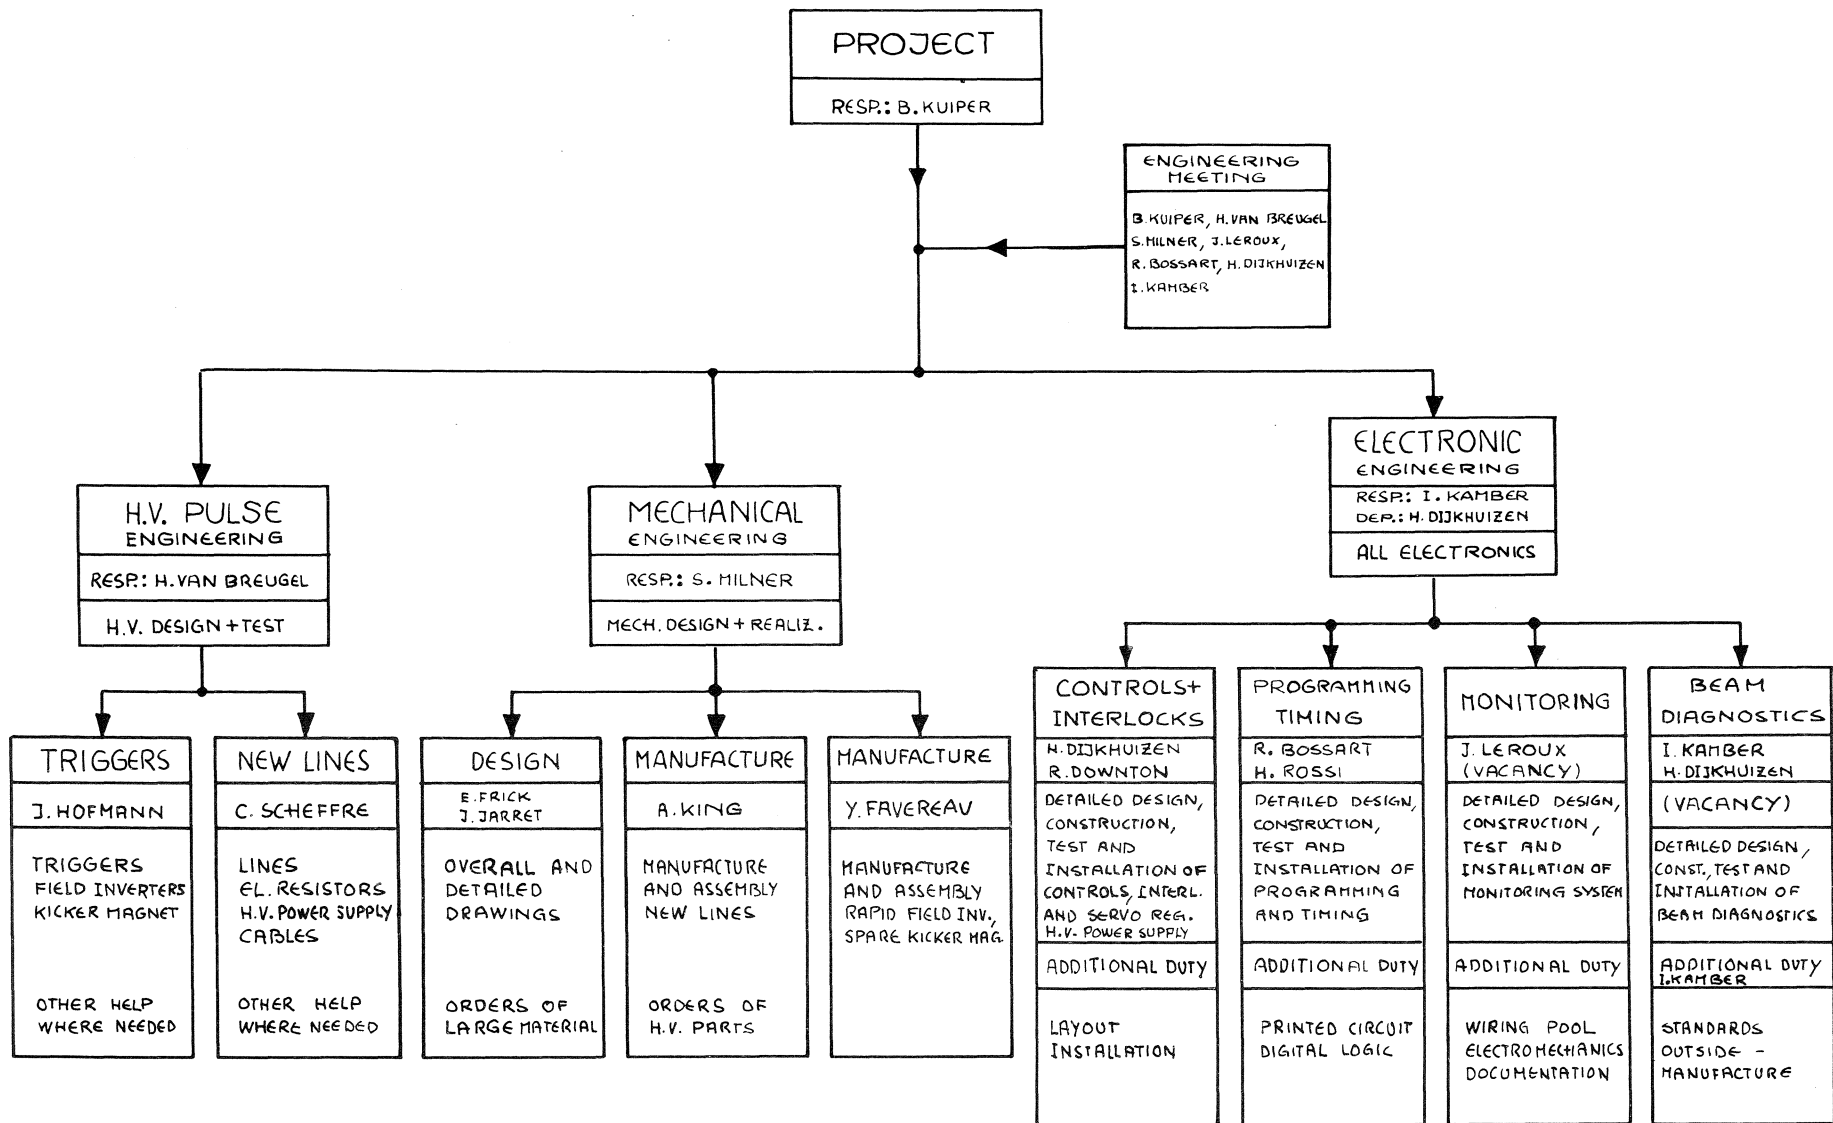 PROJECT
RESP.: B. KUIPER
ENGINEERING
MEETING
B. KUIPER, H. VAN BREUGEL
S. MILNER, J. LEROUX,
R. BOSSART, H. DIJKHUIZEN
I. KAMBER
H.V. PULSE
ENGINEERING
RESP.: H. VAN BREUGEL
H.V. DESIGN + TEST
MECHANICAL
ENGINEERING
RESP.: S. MILNER
MECH. DESIGN + REALIZ.
ELECTRONIC
ENGINEERING
RESP.: I. KAMBER
DEP.: H. DIJKHUIZEN
ALL ELECTRONICS
TRIGGERS
J. HOFMANN
TRIGGERS
FIELD INVERTERS
KICKER MAGNET
OTHER HELP
WHERE NEEDED
NEW LINES
C. SCHEFFRE
LINES
EL. RESISTORS
H.V. POWER SUPPLY
CABLES
OTHER HELP
WHERE NEEDED
DESIGN
E. FRICK
J. JARRET
OVERALL AND
DETAILED
DRAWINGS
ORDERS OF
LARGE MATERIAL
MANUFACTURE
A. KING
MANUFACTURE
AND ASSEMBLY
NEW LINES
ORDERS OF
H.V. PARTS
MANUFACTURE
Y. FAVEREAU
MANUFACTURE
AND ASSEMBLY
RAPID FIELD INV.,
SPARE KICKER MAG.
CONTROLS +
INTERLOCKS
H. DIJKHUIZEN
R. DOWNTON
DETAILED DESIGN,
CONSTRUCTION,
TEST AND
INSTALLATION OF
CONTROLS, INTERL.
AND SERVO REG.
H.V. POWER SUPPLY
ADDITIONAL DUTY
LAYOUT
INSTALLATION
PROGRAMMING
TIMING
R. BOSSART
H. ROSSI
DETAILED DESIGN,
CONSTRUCTION,
TEST AND
INSTALLATION OF
PROGRAMMING
AND TIMING
ADDITIONAL DUTY
PRINTED CIRCUIT
DIGITAL LOGIC
MONITORING
J. LEROUX
(VACANCY)
DETAILED DESIGN,
CONSTRUCTION,
TEST AND
INSTALLATION OF
MONITORING SYSTEM
ADDITIONAL DUTY
WIRING POOL
ELECTROMECHANICS
DOCUMENTATION
BEAM
DIAGNOSTICS
I. KAMBER
H. DIJKHUIZEN
(VACANCY)
DETAILED DESIGN,
CONST., TEST AND
INITALLATION OF
BEAM DIAGNOSTICS
ADDITIONAL DUTY
I. KAMBER
STANDARDS
OUTSIDE -
MANUFACTURE